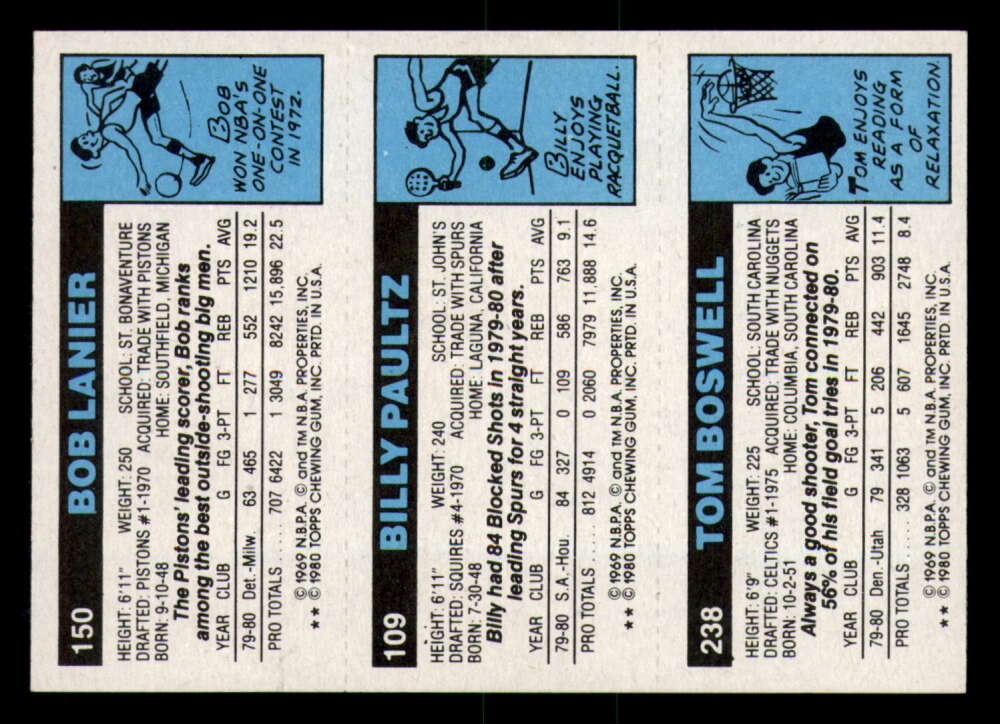 150 BOB LANIER
HEIGHT: 6'11" WEIGHT: 250 SCHOOL: ST. BONAVENTURE
DRAFTED: PISTONS #1-1970 ACQUIRED: TRADE WITH PISTONS
BORN: 9-10-48 HOME: SOUTHFIELD, MICHIGAN
The Pistons' leading scorer, Bob ranks
among the best outside-shooting big men.
YEAR CLUB G FG 3-PT FT REB PTS AVG
79-80 Det.-Milw. 63 465 1 277 552 1210 19.2
PRO TOTALS ..... 707 6422 1 3049 8242 15,896 22.5
★★ © 1969 N.B.P.A. © and TM N.B.A. PROPERTIES, INC.
© 1980 TOPPS CHEWING GUM, INC. PRTD. IN U.S.A.
BOB
WON NBA'S
ONE-ON-ONE
CONTEST
IN 1972.
109 BILLY PAULTZ
HEIGHT: 6'11" WEIGHT: 240 SCHOOL: ST. JOHN'S
DRAFTED: SQUIRES #4-1970 ACQUIRED: TRADE WITH SPURS
BORN: 7-30-48 HOME: LAGUNA, CALIFORNIA
Billy had 84 Blocked Shots in 1979-80 after
leading Spurs for 4 straight years.
YEAR CLUB G FG 3-PT FT REB PTS AVG
79-80 S.A.-Hou. 84 327 0 109 586 763 9.1
PRO TOTALS ..... 812 4914 0 2060 7979 11,888 14.6
★★ © 1969 N.B.P.A. © and TM N.B.A. PROPERTIES, INC.
© 1980 TOPPS CHEWING GUM, INC. PRTD. IN U.S.A.
BILLY
ENJOYS
PLAYING
RACQUETBALL.
238 TOM BOSWELL
HEIGHT: 6'9" WEIGHT: 225 SCHOOL: SOUTH CAROLINA
DRAFTED: CELTICS #1-1975 ACQUIRED: TRADE WITH NUGGETS
BORN: 10-2-51 HOME: COLUMBIA, SOUTH CAROLINA
Always a good shooter, Tom connected on
56% of his field goal tries in 1979-80.
YEAR CLUB G FG 3-PT FT REB PTS AVG
79-80 Den.-Utah 79 341 5 206 442 903 11.4
PRO TOTALS ..... 328 1063 5 607 1645 2748 8.4
★★ © 1969 N.B.P.A. © and TM N.B.A. PROPERTIES, INC.
© 1980 TOPPS CHEWING GUM, INC. PRTD. IN U.S.A.
TOM ENJOYS
READING
AS A FORM
OF
RELAXATION.